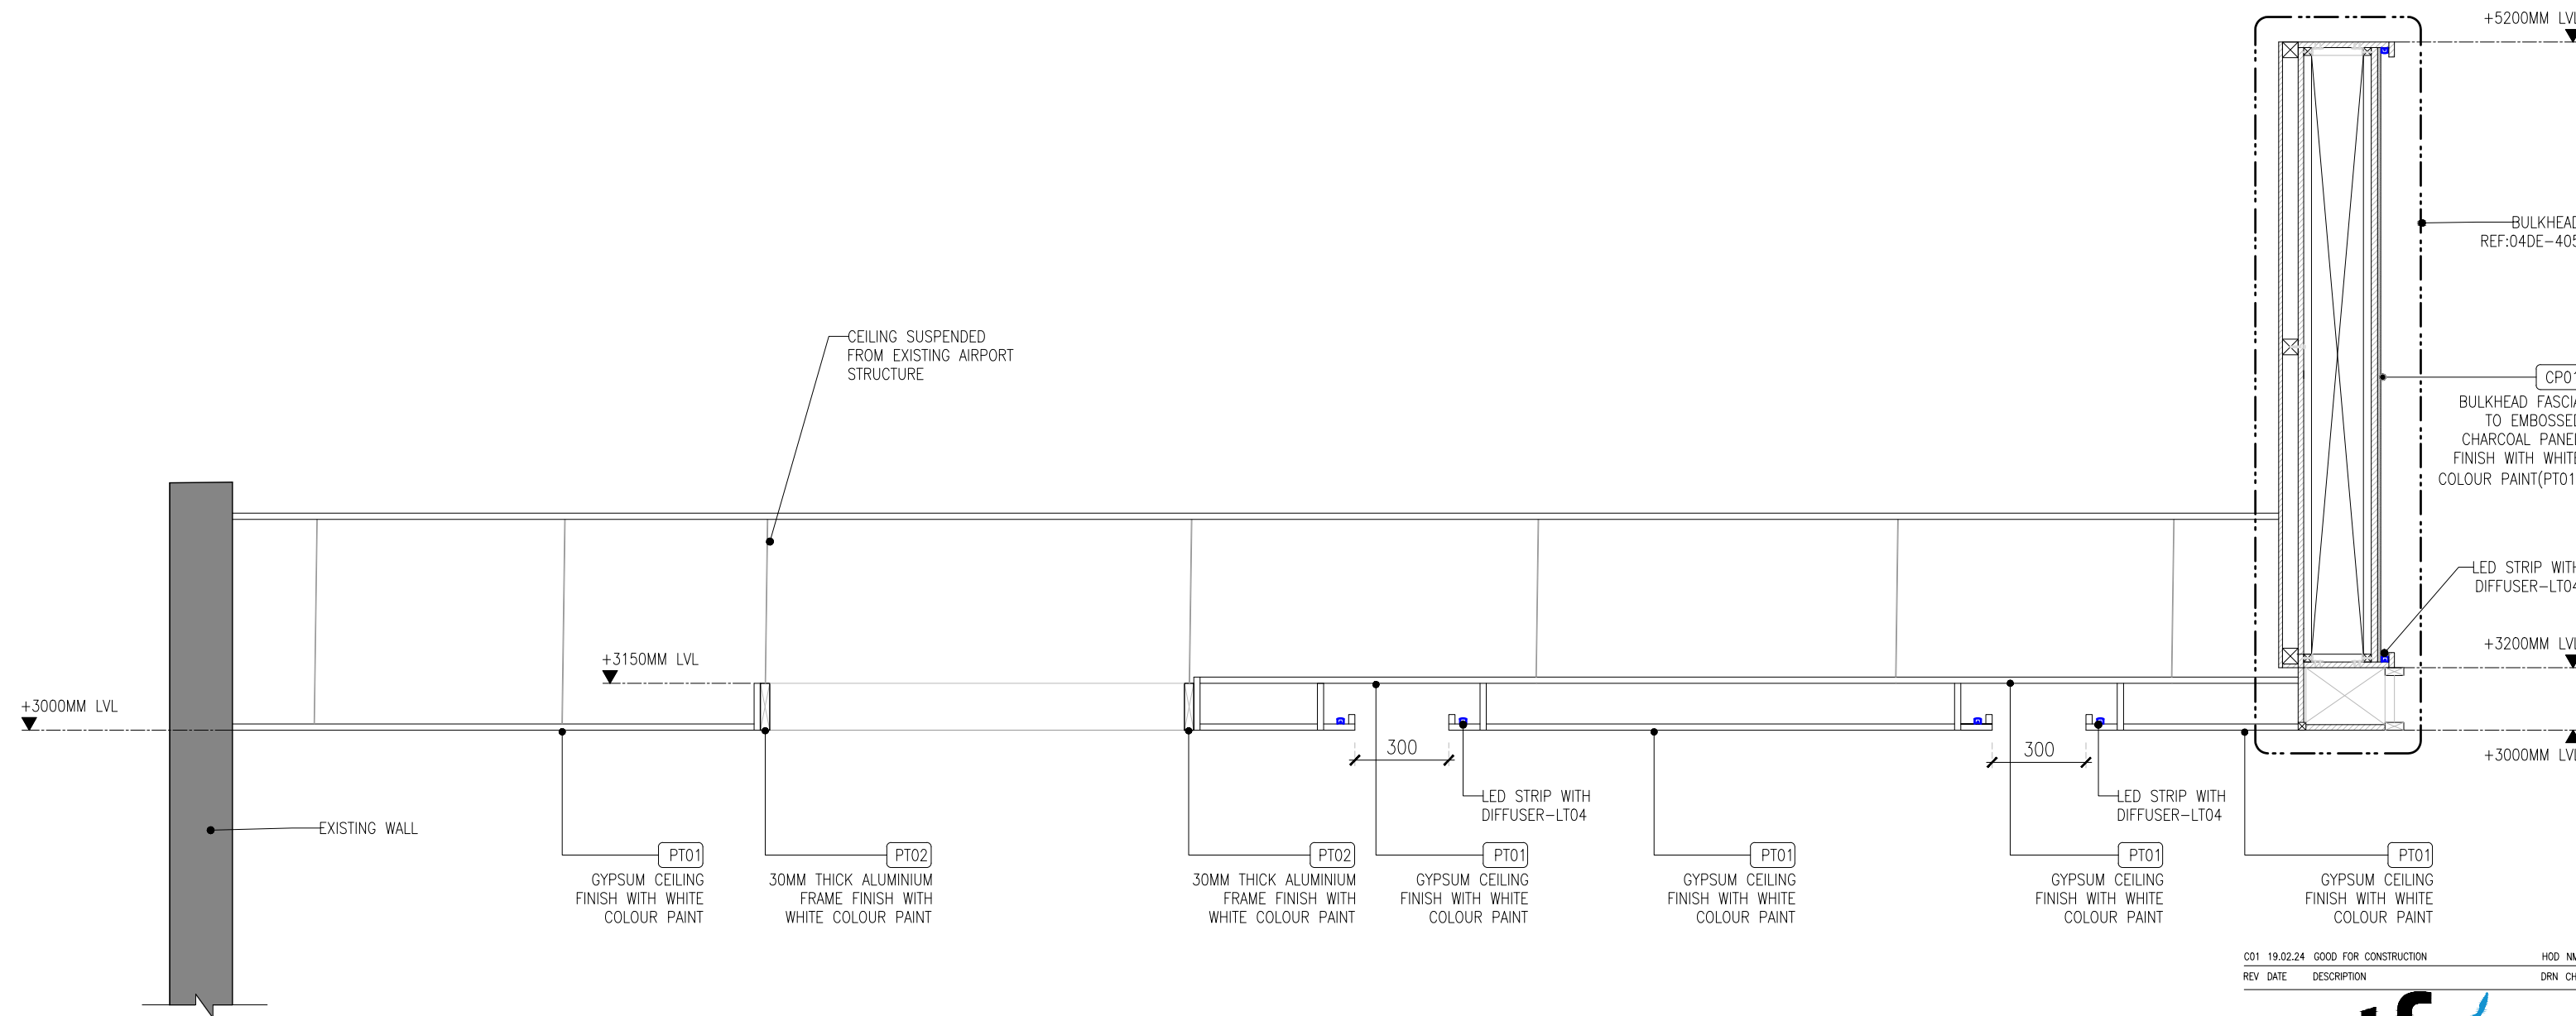 +5200MM LVL
BULKHEAD
REF:04DE-405
CEILING SUSPENDED
FROM EXISTING AIRPORT
STRUCTURE
CP01
BULKHEAD FASCIA
TO EMBOSSED
CHARCOAL PANEL
FINISH WITH WHITE
COLOUR PAINT(PT01
LED STRIP WITH
DIFFUSER-LT04
+3150MM LVL
+3200MM LVL
+3000MM LVL
+3000MM LVL
300
300
LED STRIP WITH
DIFFUSER-LT04
LED STRIP WITH
DIFFUSER-LT04
EXISTING WALL
PT01
GYPSUM CEILING
FINISH WITH WHITE
COLOUR PAINT
PT02
30MM THICK ALUMINIUM
FRAME FINISH WITH
WHITE COLOUR PAINT
PT02
30MM THICK ALUMINIUM
FRAME FINISH WITH
WHITE COLOUR PAINT
PT01
GYPSUM CEILING
FINISH WITH WHITE
COLOUR PAINT
PT01
GYPSUM CEILING
FINISH WITH WHITE
COLOUR PAINT
PT01
GYPSUM CEILING
FINISH WITH WHITE
COLOUR PAINT
PT01
GYPSUM CEILING
FINISH WITH WHITE
COLOUR PAINT
C01 19.02.24 GOOD FOR CONSTRUCTION HOD NM
REV DATE DESCRIPTION DRN CH